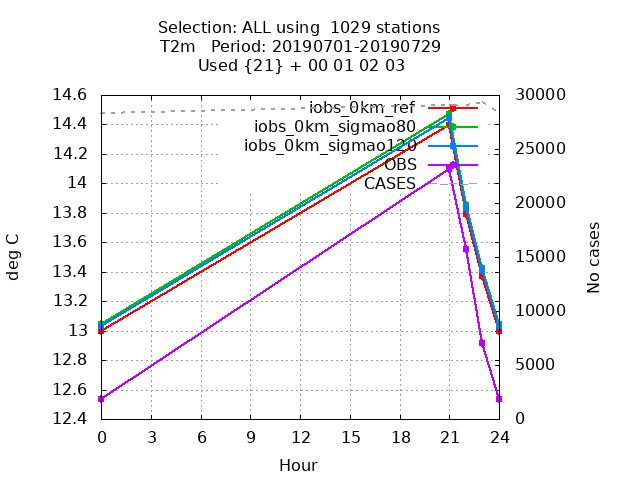 Selection: ALL using  1029 stations
T2m   Period: 20190701-20190729
Used {21} + 00 01 02 03
14.6
14.4
14.2
14
13.8
13.6
13.4
13.2
13
12.8
12.6
12.4
deg C
iobs_0km_ref
iobs_0km_sigmao80
iobs_0km_sigmao120
OBS
CASES
30000
25000
20000
15000
10000
5000
0
No cases
0 3 6 9 12 15 18 21 24
Hour